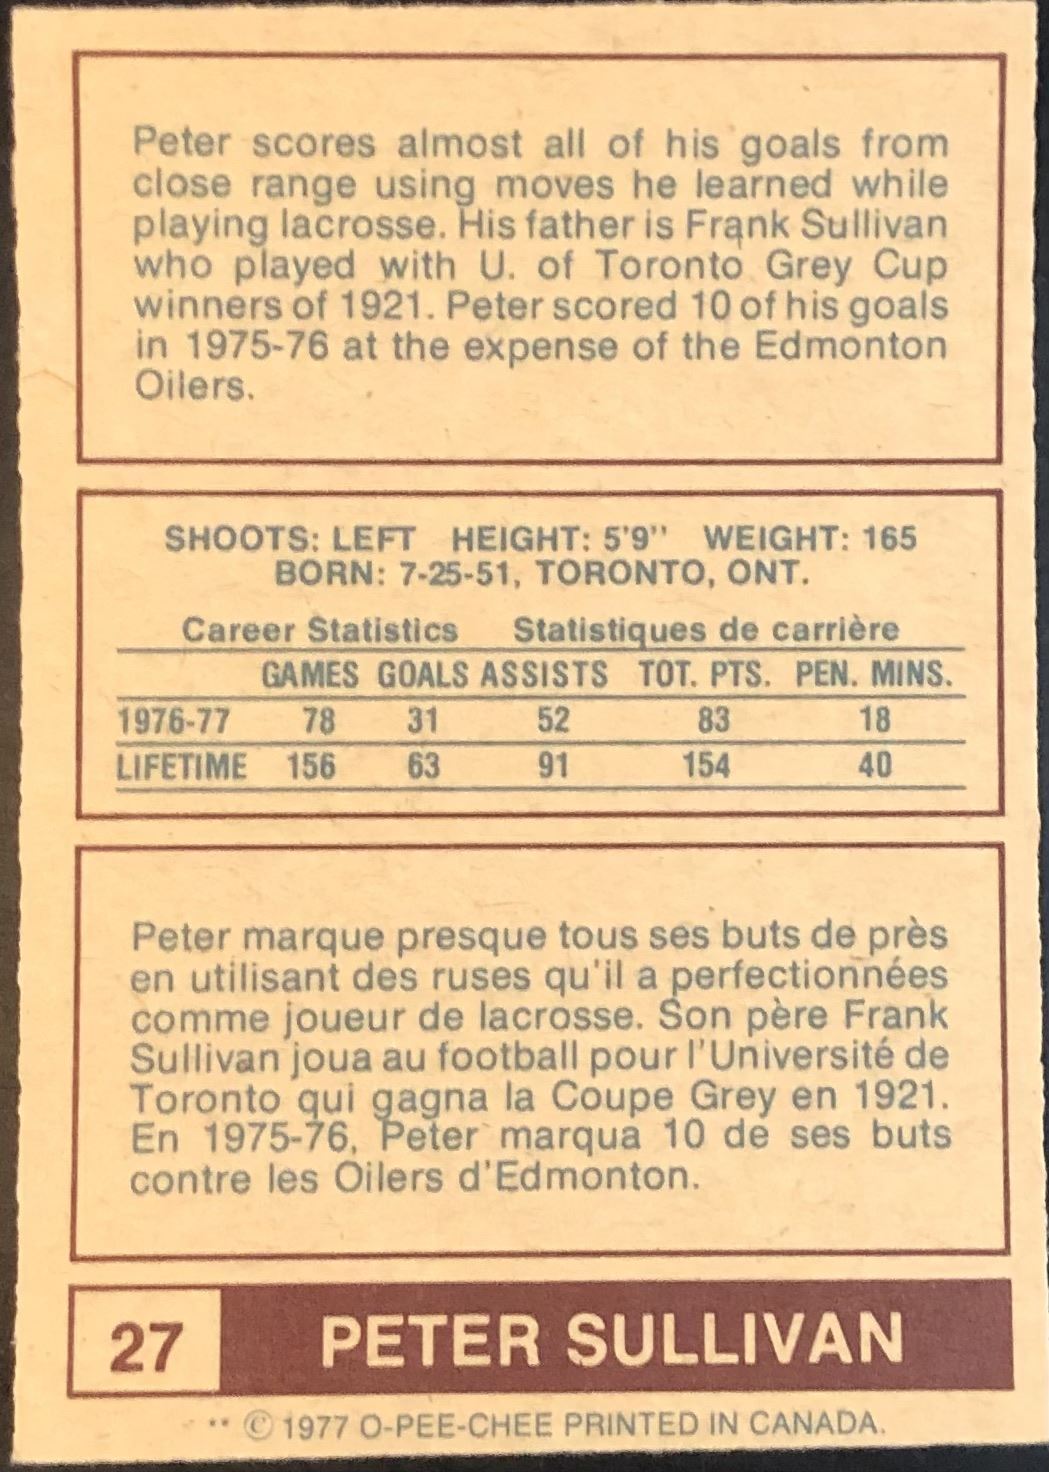 Peter scores almost all of his goals from
close range using moves he learned while
playing lacrosse. His father is Frank Sullivan
who played with U. of Toronto Grey Cup
winners of 1921. Peter scored 10 of his goals
in 1975-76 at the expense of the Edmonton
Oilers.
SHOOTS: LEFT HEIGHT: 5'9'' WEIGHT: 165
BORN: 7-25-51, TORONTO, ONT.
Career Statistics Statistiques de carrière
GAMES GOALS ASSISTS TOT. PTS. PEN. MINS.
1976-77 78 31 52 83 18
LIFETIME 156 63 91 154 40
Peter marque presque tous ses buts de près
en utilisant des ruses qu'il a perfectionnées
comme joueur de lacrosse. Son père Frank
Sullivan joua au football pour l'Université de
Toronto qui gagna la Coupe Grey en 1921.
En 1975-76, Peter marqua 10 de ses buts
contre les Oilers d'Edmonton.
27 PETER SULLIVAN
** © 1977 O-PEE-CHEE PRINTED IN CANADA.